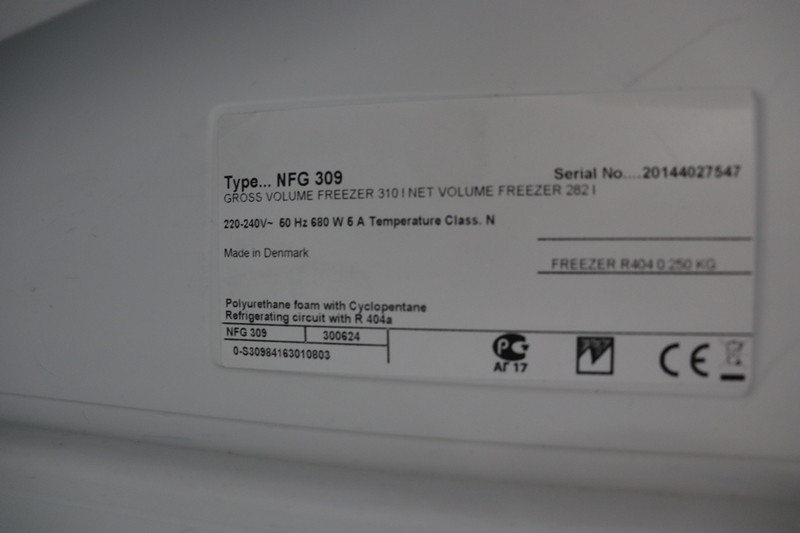 Type... NFG 309
Serial No....20144027547
GROSS VOLUME FREEZER 310 l NET VOLUME FREEZER 282 l
220-240V~ 50 Hz 680 W 5 A Temperature Class. N
Made in Denmark
FREEZER R404 0.250 KG
Polyurethane foam with Cyclopentane
Refrigerating circuit with R 404a
NFG 309 300624
0-S30984163010803
АГ 17
CE